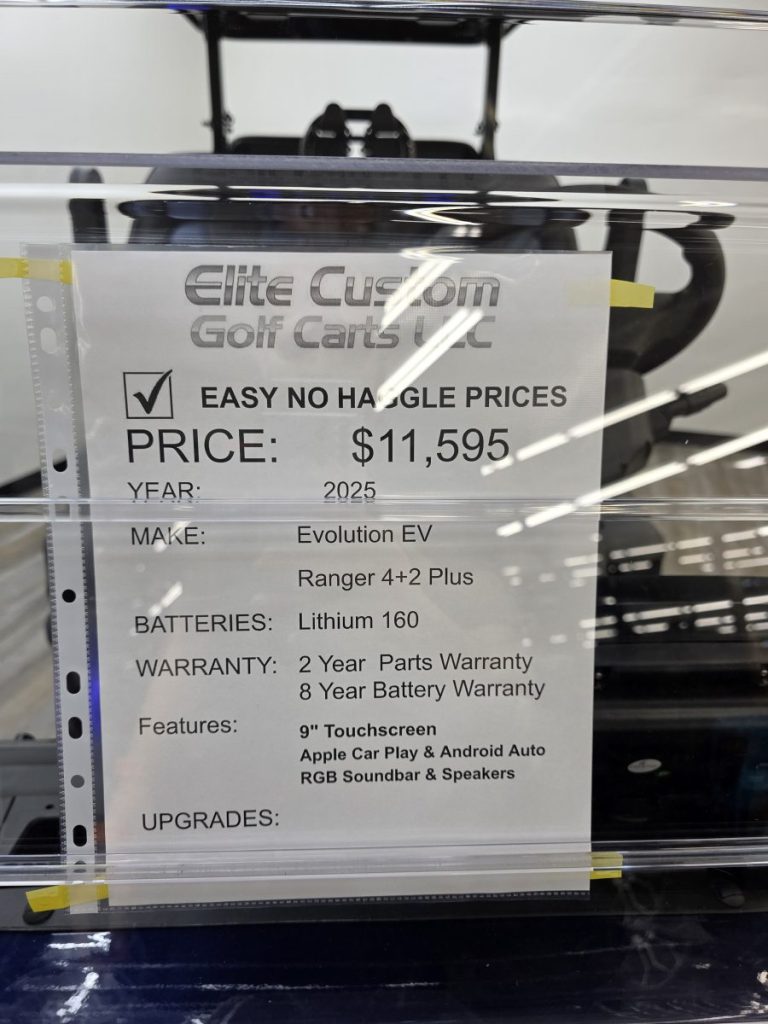 Elite Custom
Golf Carts LLC
EASY NO HAGGLE PRICES
PRICE: $11,595
YEAR: 2025
MAKE: Evolution EV
Ranger 4+2 Plus
BATTERIES: Lithium 160
WARRANTY: 2 Year Parts Warranty
8 Year Battery Warranty
Features: 9" Touchscreen
Apple Car Play & Android Auto
RGB Soundbar & Speakers
UPGRADES: